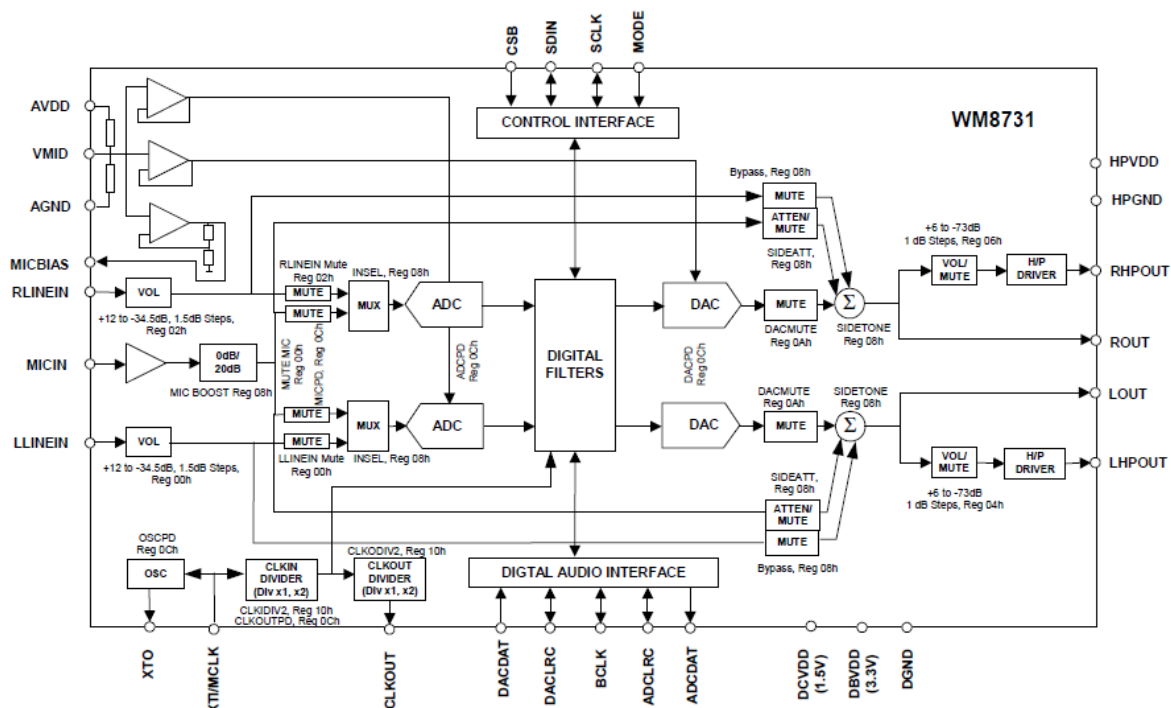 CSB
SDIN
SCLK
MODE
AVDD
VMID
AGND
MICBIAS
RLINEIN
MICIN
LLINEIN
CONTROL INTERFACE
WM8731
HPVDD
HPGND
RHPOUT
ROUT
LOUT
LHPOUT
Bypass, Reg 08h
MUTE
ATTEN/
MUTE
SIDEATT,
Reg 08h
+6 to -73dB
1 dB Steps, Reg 06h
VOL/
MUTE
H/P
DRIVER
VOL
+12 to -34.5dB, 1.5dB Steps,
Reg 02h
RLINEIN Mute
Reg 02h
INSEL, Reg 08h
MUTE
MUTE
MUX
ADC
DAC
MUTE
DACMUTE
Reg 0Ah
Σ
SIDETONE
Reg 08h
0dB/
20dB
MIC BOOST Reg 08h
MUTE MIC
Reg 00h
MICPD, Reg 0Ch
ADCPD
Reg 0Ch
DIGITAL
FILTERS
DACPD
Reg 0Ch
DACMUTE
Reg 0Ah
SIDETONE
Reg 08h
VOL
+12 to -34.5dB, 1.5dB Steps,
Reg 00h
MUTE
MUTE
LLINEIN Mute
Reg 00h
MUX
INSEL, Reg 08h
ADC
DAC
MUTE
Σ
VOL/
MUTE
H/P
DRIVER
+6 to -73dB
1 dB Steps, Reg 04h
SIDEATT,
Reg 08h
ATTEN/
MUTE
MUTE
Bypass, Reg 08h
OSCPD
Reg 0Ch
OSC
CLKIN
DIVIDER
(Div x1, x2)
CLKIDIV2, Reg 10h
CLKOUTPD, Reg 0Ch
CLKODIV2, Reg 10h
CLKOUT
DIVIDER
(Div x1, x2)
DIGTAL AUDIO INTERFACE
XTO
XTI/MCLK
CLKOUT
DACDAT
DACLRC
BCLK
ADCLRC
ADCDAT
DCVDD
(1.5V)
DBVDD
(3.3V)
DGND